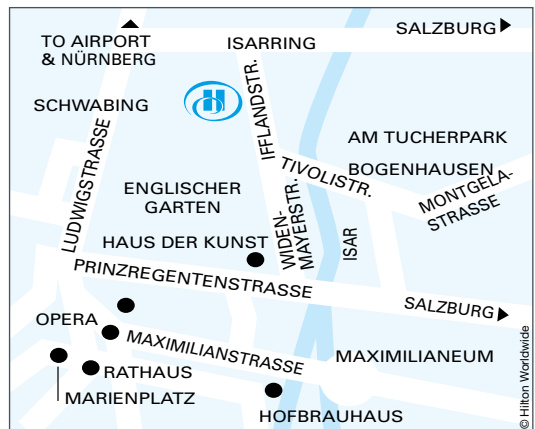 SALZBURG
TO AIRPORT
& NÜRNBERG
ISARRING
SCHWABING
H
IFFLANDSTR.
AM TUCHERPARK
TIVOLISTR.
BOGENHAUSEN
MONTGELA-
STRASSE
LUDWIGSTRASSE
ENGLISCHER
GARTEN
WIDEN-
MAYERSTR.
ISAR
HAUS DER KUNST
PRINZREGENTENSTRASSE
SALZBURG
OPERA
MAXIMILIANSTRASSE
MAXIMILIANEUM
RATHAUS
MARIENPLATZ
HOFBRAUHAUS
© Hilton Worldwide